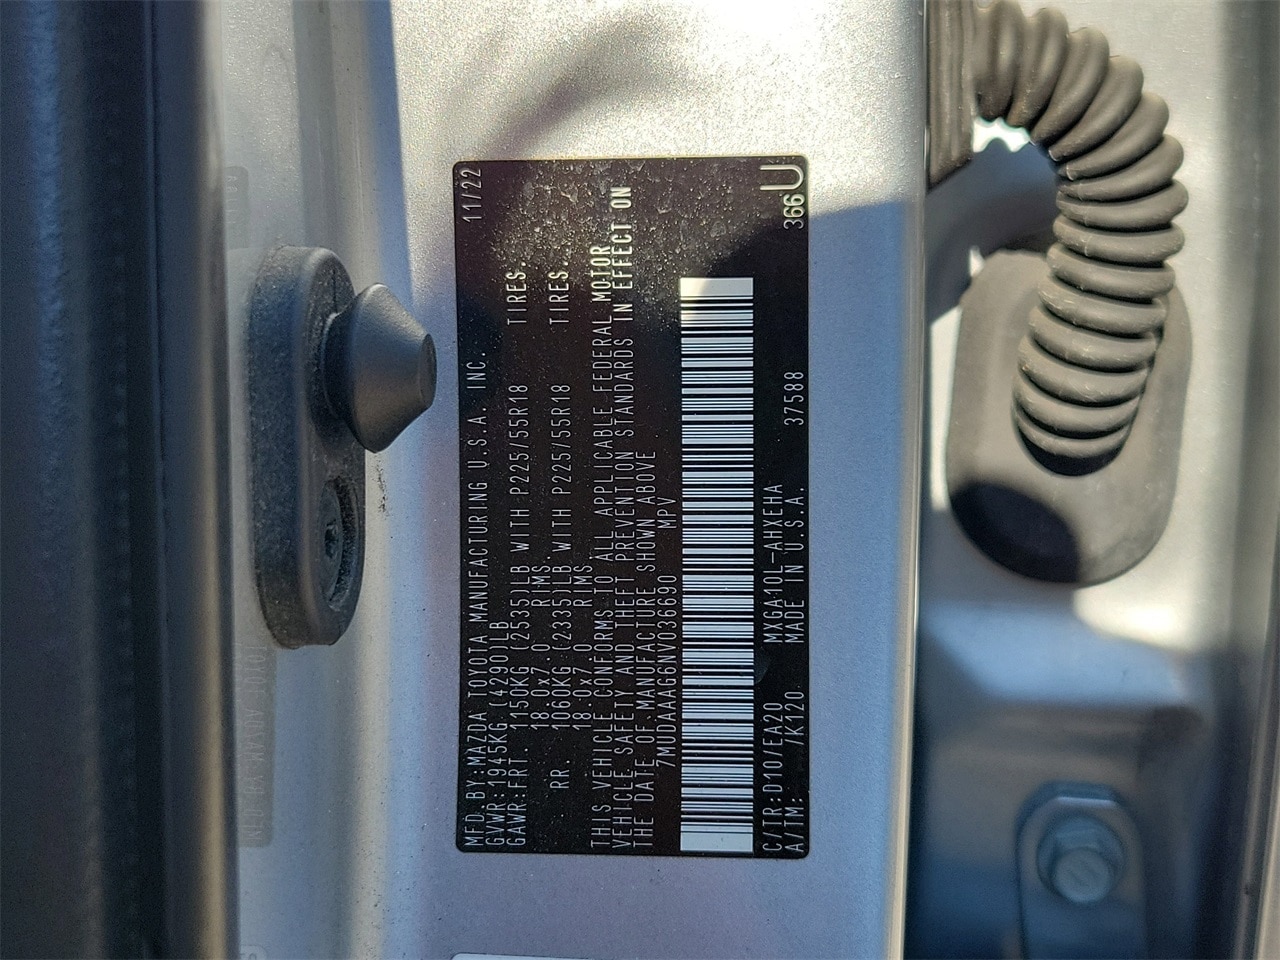 MFD.BY:MAZDA TOYOTA MANUFACTURING U.S.A. INC. 11/22
GVWR:1945KG (4290)LB
GAWR:FRT. 1150KG (2535)LB WITH P225/55R18 TIRES.
18.0x7.0 RIMS
RR. 1060KG (2335)LB WITH P225/55R18 TIRES.
18.0x7.0 RIMS
THIS VEHICLE CONFORMS TO ALL APPLICABLE FEDERAL MOTOR
VEHICLE SAFETY AND THEFT PREVENTION STANDARDS IN EFFECT ON
THE DATE OF MANUFACTURE SHOWN ABOVE
7MUDAAAG6NV036690 MPV
C/TR:D10/EA20 MXGA10L-AHXEHA 366 U
A/TM: /K120 MADE IN U.S.A. 37588